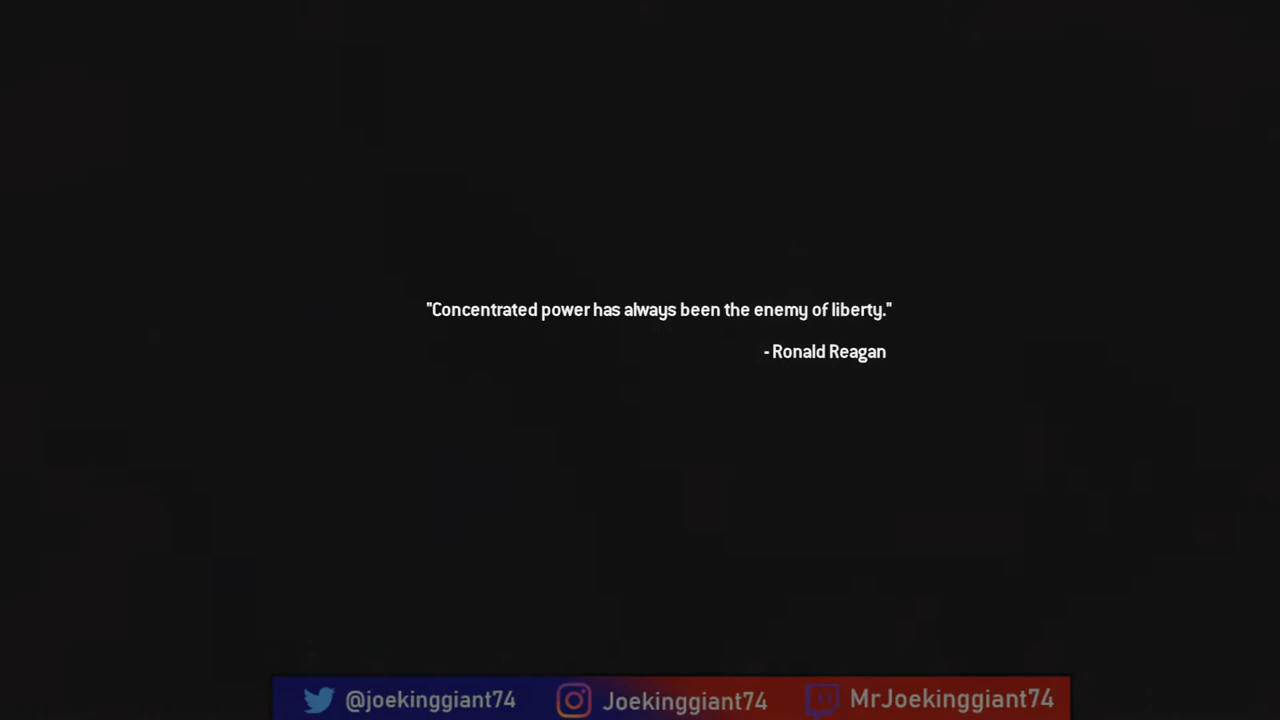 "Concentrated power has always been the enemy of liberty."
- Ronald Reagan
@joekinggiant74 Joekinggiant74 MrJoekinggiant74